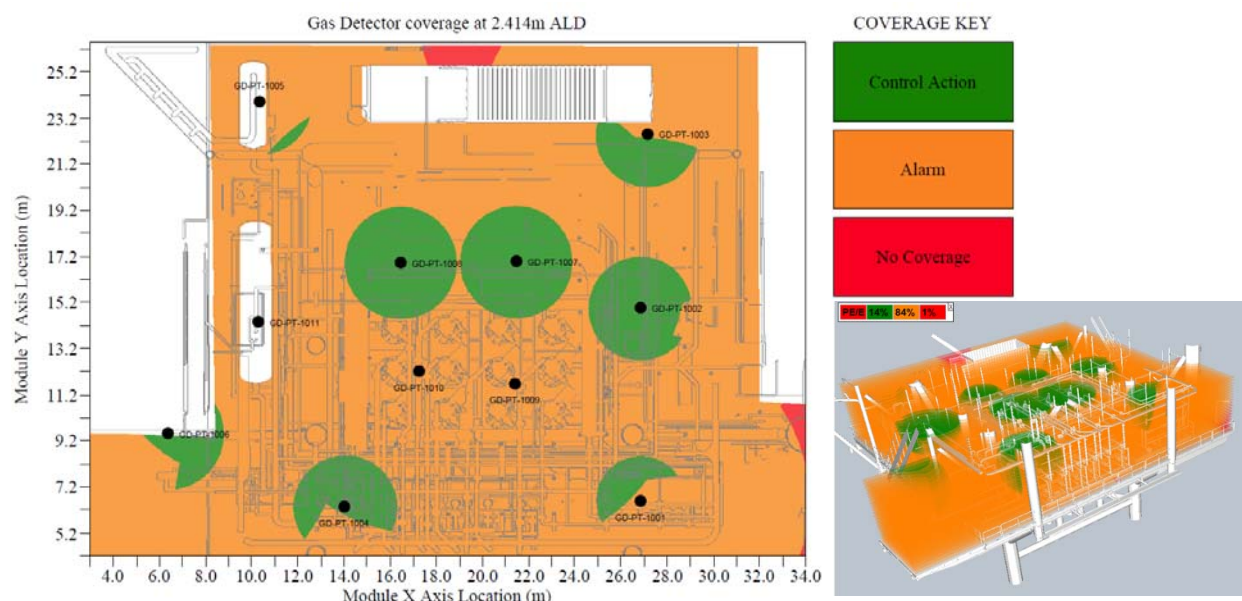 Gas Detector coverage at 2.414m ALD
COVERAGE KEY
Control Action
Alarm
No Coverage
25.2
23.2
21.2
19.2
17.2
15.2
13.2
11.2
9.2
7.2
5.2
Module Y Axis Location (m)
GD-PT-1005
GD-PT-1003
GD-PT-1008
GD-PT-1007
GD-PT-1002
GD-PT-1011
GD-PT-1010
GD-PT-1009
GD-PT-1006
GD-PT-1004
GD-PT-1001
4.0 6.0 8.0 10.0 12.0 14.0 16.0 18.0 20.0 22.0 24.0 26.0 28.0 30.0 32.0 34.0
Module X Axis Location (m)
PE/E 14% 84% 1%